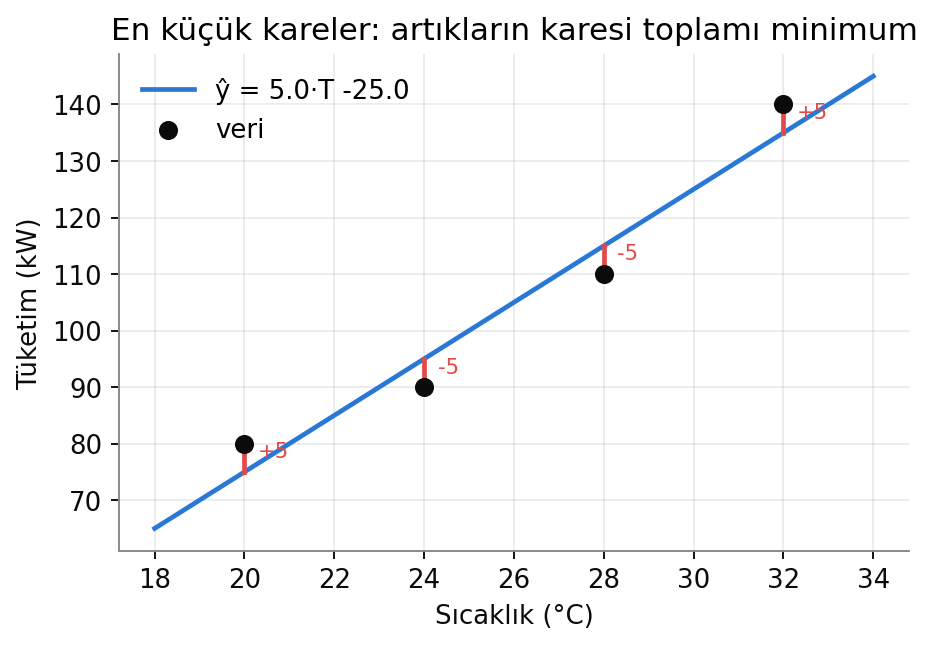 En küçük kareler: artıkların karesi toplamı minimum
ŷ = 5.0·T -25.0
veri
Tüketim (kW)
140
130
120
110
100
90
80
70
+5
-5
-5
+5
18 20 22 24 26 28 30 32 34
Sıcaklık (°C)